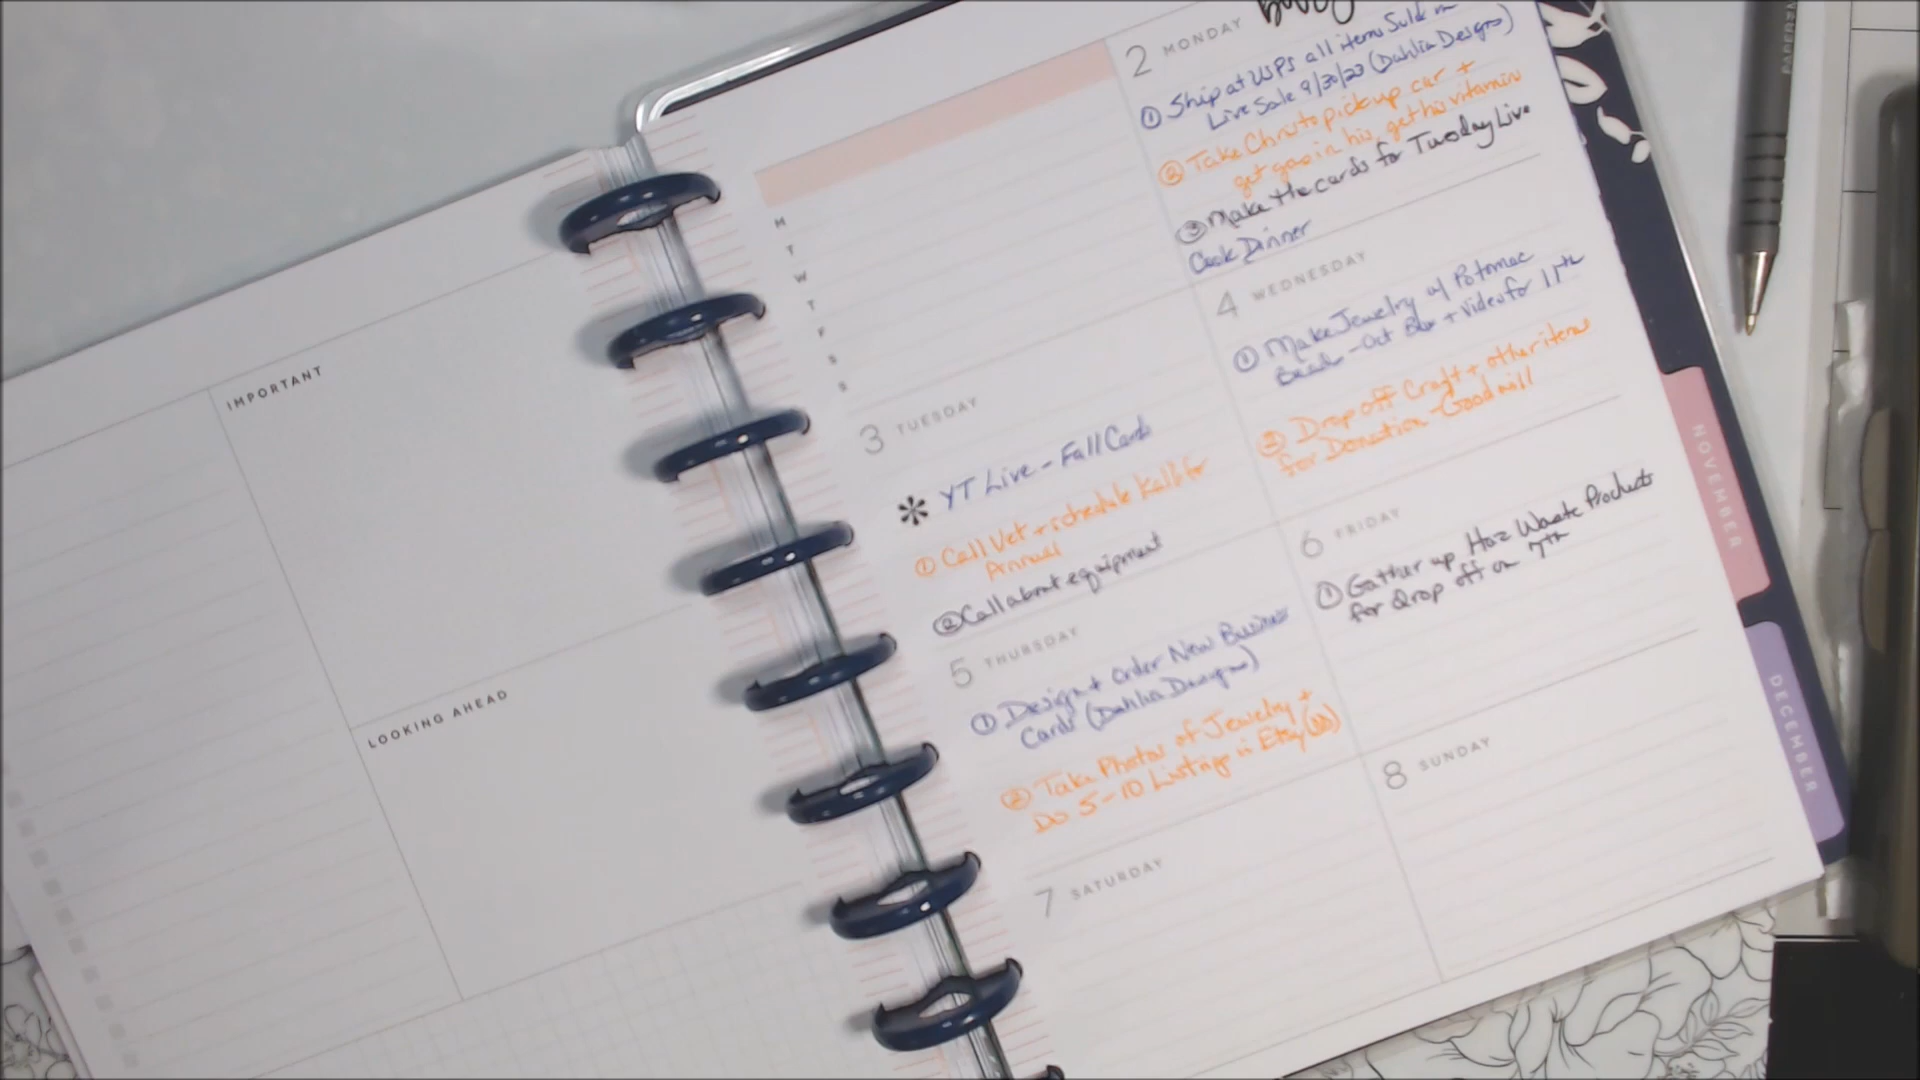 IMPORTANT
LOOKING AHEAD
M
T
W
T
F
S
S
2 MONDAY
① Ship at USPS all items Sold in
Live Sale 9/30/23 (Dahlia Designs)
② Take Chris to pick up car +
get gas in his, get his vitamins
③ Make the cards for Tuesday Live
Cook Dinner
3 TUESDAY
* YT Live - Fall Cards
① Call Vet + schedule for
Annual
② Call about equipment
4 WEDNESDAY
① Make Jewelry w/ Potomac
Beads - Oct Box + Video for 11th
② Drop off Craft + other items
for Donation - Goodwill
5 THURSDAY
① Design + Order New Business
Cards (Dahlia Designs)
② Take Photos of Jewelry +
Do 5-10 Listings in Etsy
6 FRIDAY
① Gather up Haz Waste Products
for drop off on 7th
7 SATURDAY
8 SUNDAY
NOVEMBER
DECEMBER